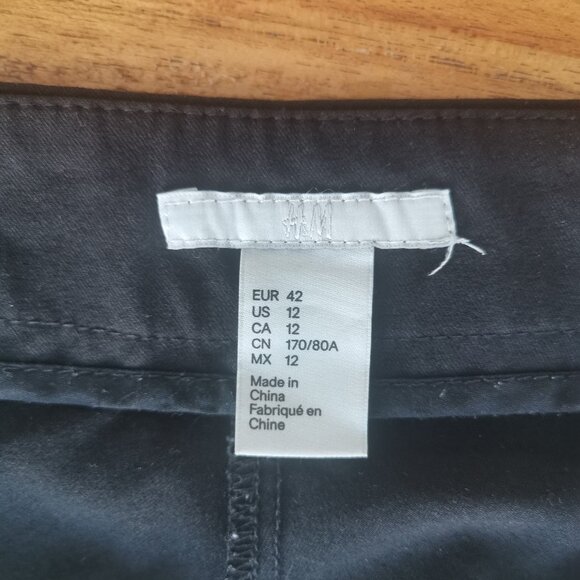 H&M
EUR 42
US 12
CA 12
CN 170/80A
MX 12
Made in
China
Fabriqué en
Chine